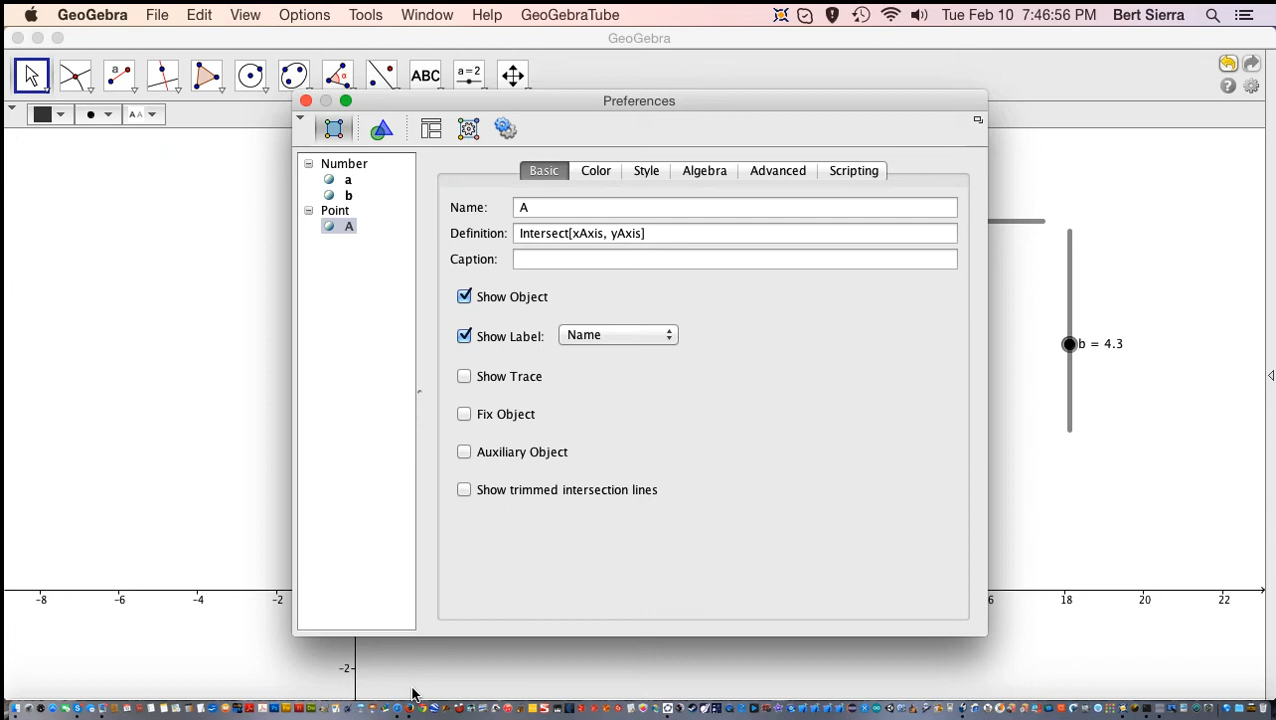 GeoGebra File Edit View Options Tools Window Help GeoGebraTube Tue Feb 10 7:46:56 PM Bert Sierra
GeoGebra
a ABC a=2
α
A A
Preferences
Number
a
b
Point
A
Basic Color Style Algebra Advanced Scripting
Name: A
Definition: Intersect[xAxis, yAxis]
Caption:
Show Object
Show Label: Name
Show Trace
Fix Object
Auxiliary Object
Show trimmed intersection lines
b = 4.3
-8 -6 -4 -2 6 18 20 22
-2